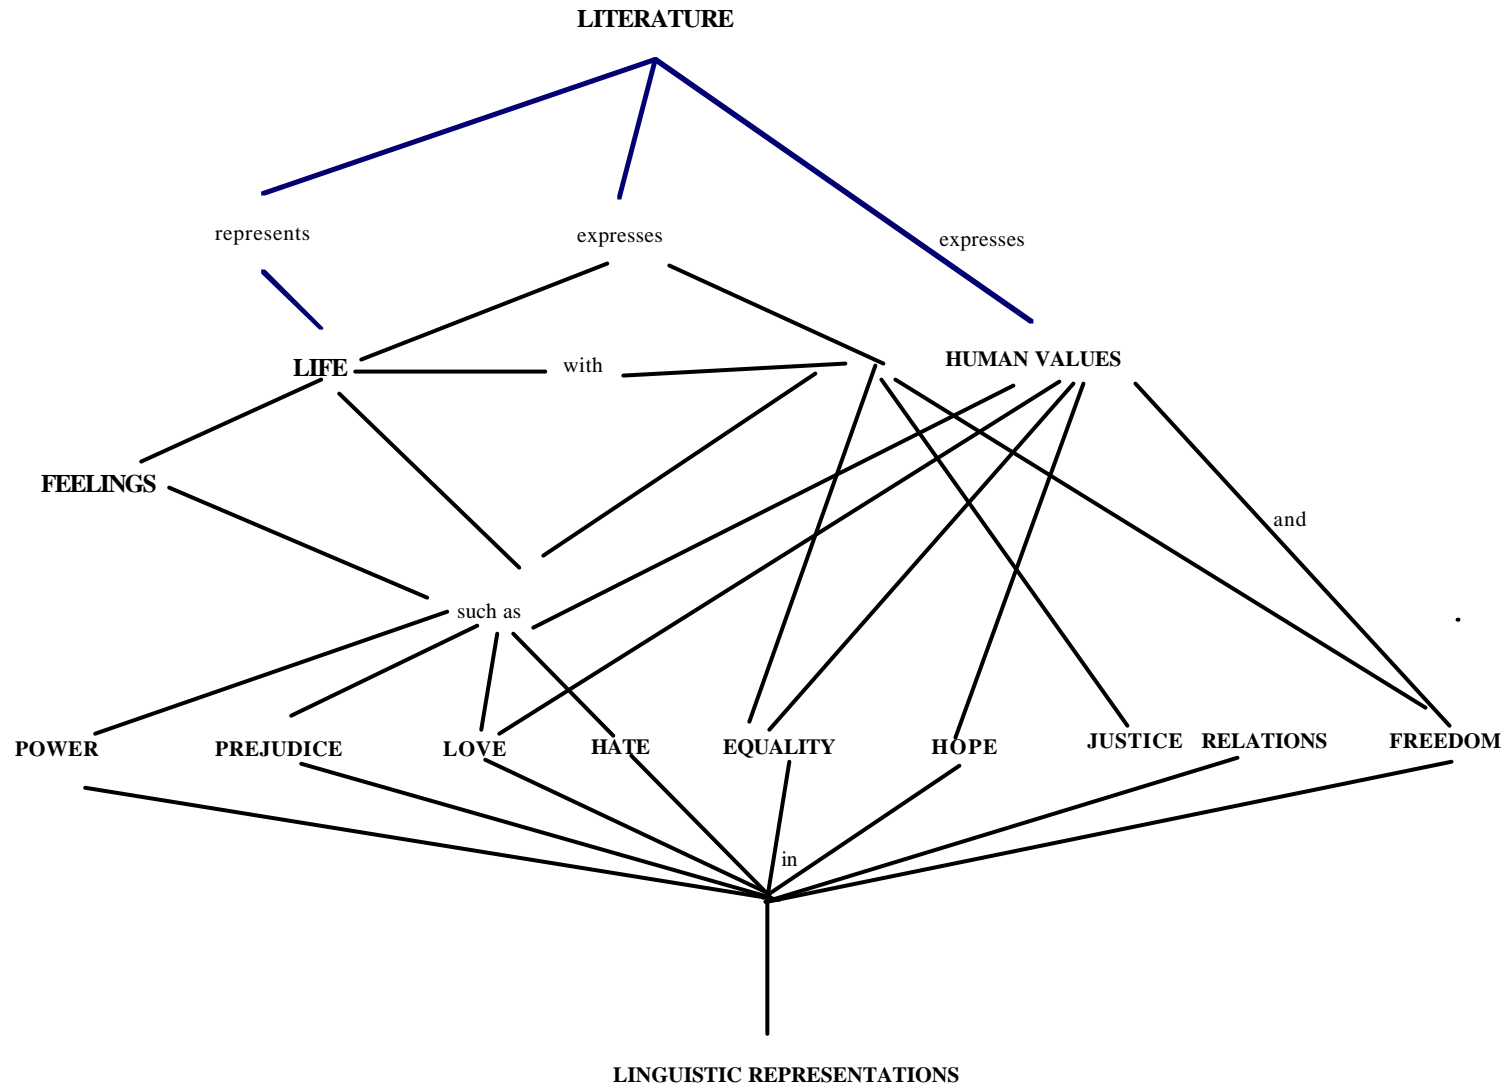 LITERATURE
represents expresses expresses
LIFE with HUMAN VALUES
FEELINGS
and
such as
POWER PREJUDICE LOVE HATE EQUALITY HOPE JUSTICE RELATIONS FREEDOM
in
LINGUISTIC REPRESENTATIONS